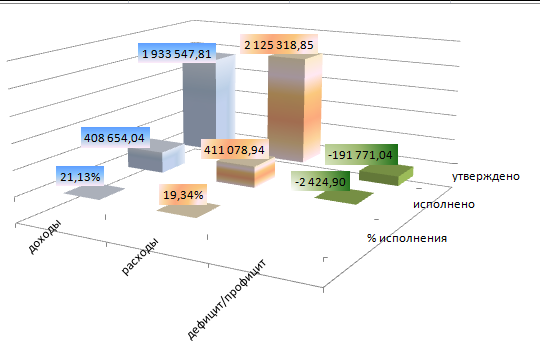 2 125 318,85
1 933 547,81
408 654,04
411 078,94
-191 771,04
21,13%
19,34%
-2 424,90
утверждено
исполнено
% исполнения
доходы
расходы
дефицит/профицит